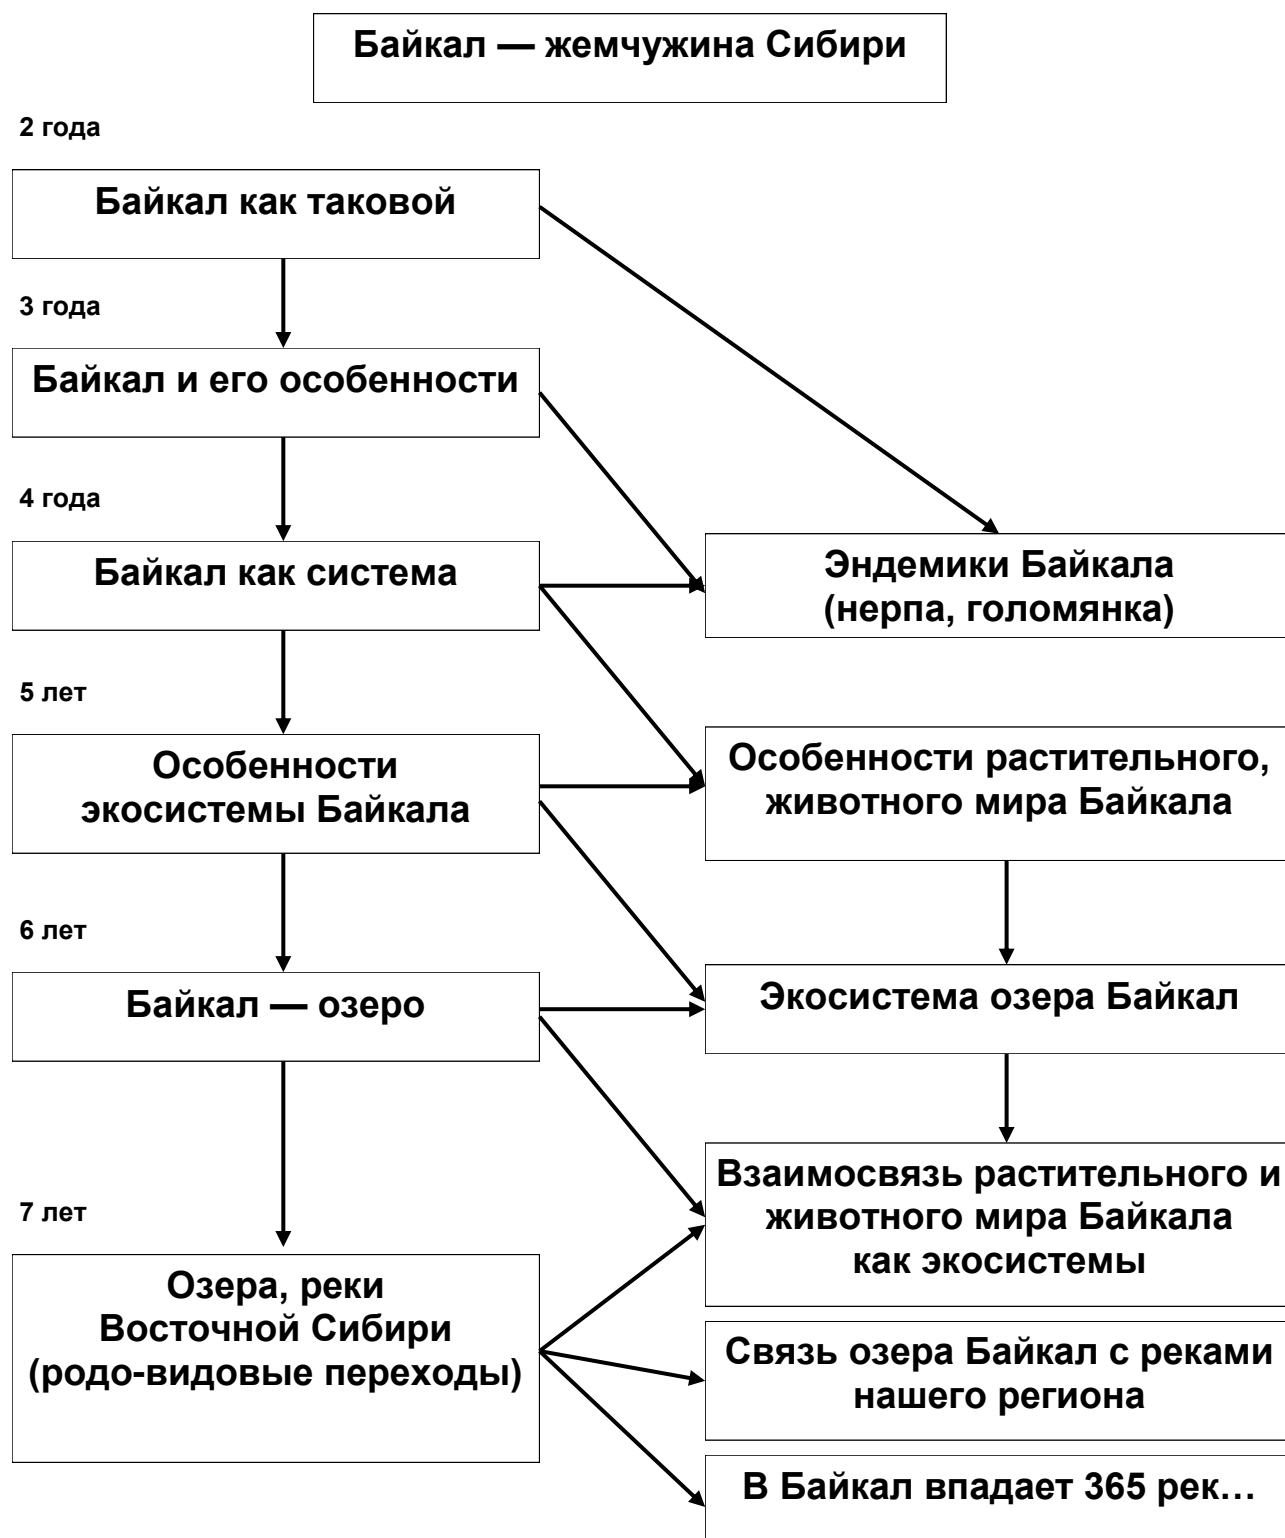 Байкал — жемчужина Сибири
2 года
Байкал как таковой
3 года
Байкал и его особенности
4 года
Байкал как система
Эндемики Байкала
(нерпа, голомянка)
5 лет
Особенности
экосистемы Байкала
Особенности растительного,
животного мира Байкала
6 лет
Байкал — озеро
Экосистема озера Байкал
7 лет
Озера, реки
Восточной Сибири
(родо-видовые переходы)
Взаимосвязь растительного и
животного мира Байкала
как экосистемы
Связь озера Байкал с реками
нашего региона
В Байкал впадает 365 рек…